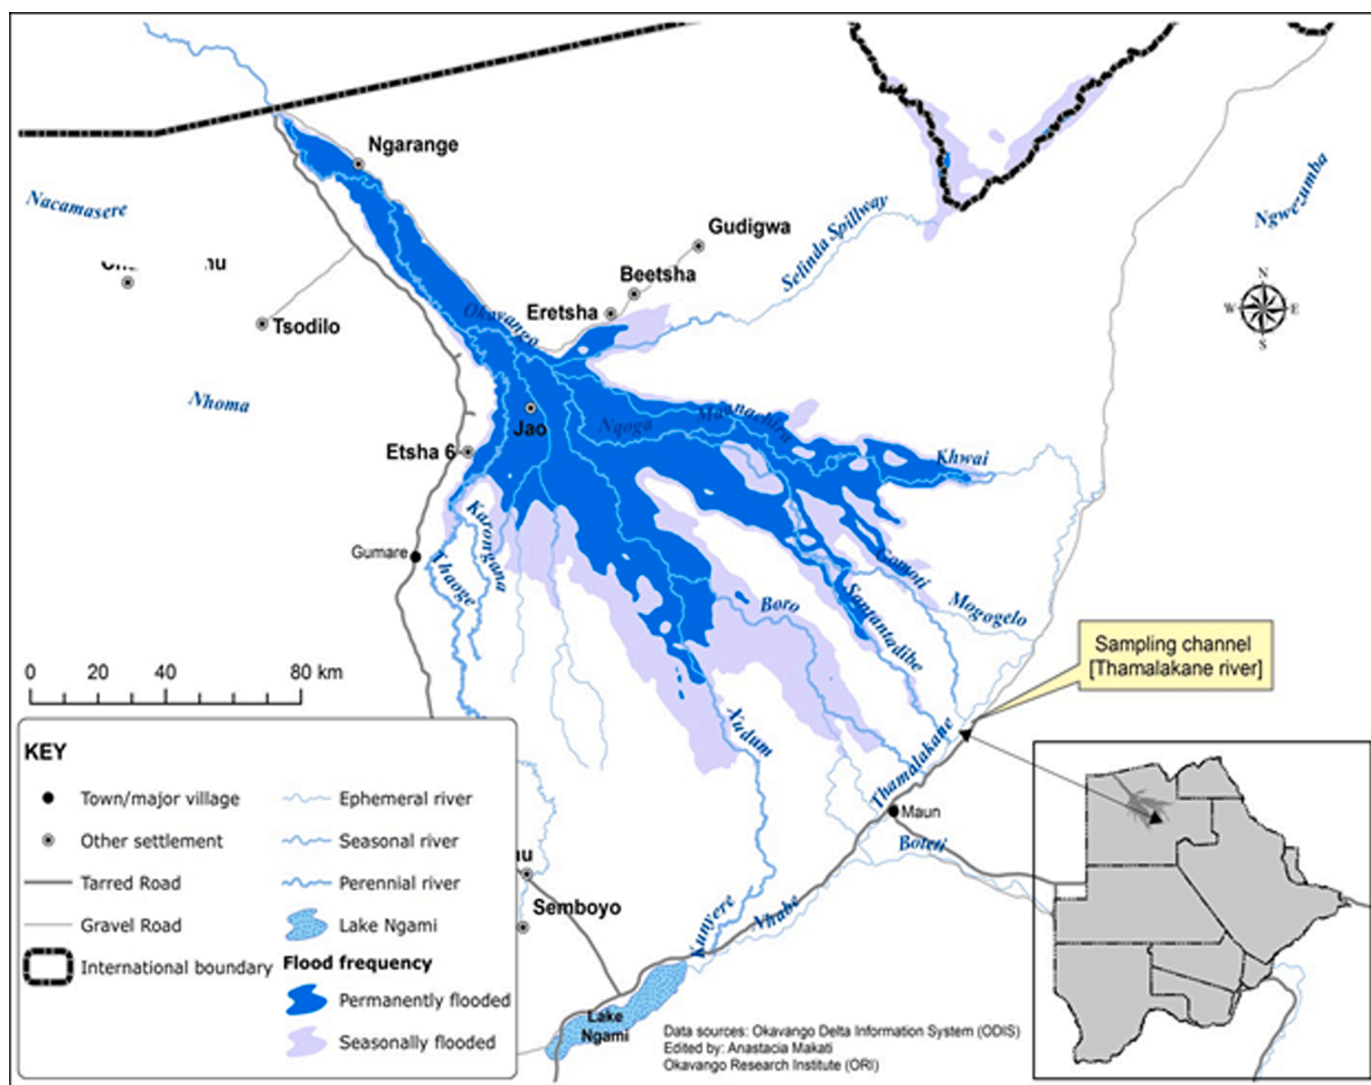 Ngarange
Nacamasere
Ngwezumba
Gudigwa
Selinda Spillway
Beetsha
Eretsha
N
W
E
S
Tsodilo
Okavango
Nhoma
Jao
Nqoga
Maunachira
Etsha 6
Khwai
Karongana
Gumare
Thaoge
Gomoti
Boro
Santantadibe
Mogogelo
Sampling channel
[Thamalakane river]
0 20 40 80 km
Xudum
Thamalakane
Maun
Boteti
KEY
Town/major village
Other settlement
Tarred Road
Gravel Road
International boundary
Ephemeral river
Seasonal river
Perennial river
Lake Ngami
Flood frequency
Permanently flooded
Seasonally flooded
Semboyo
Kunyere
Nhabe
Lake
Ngami
Data sources: Okavango Delta Information System (ODIS)
Edited by: Anastacia Makati
Okavango Research Institute (ORI)